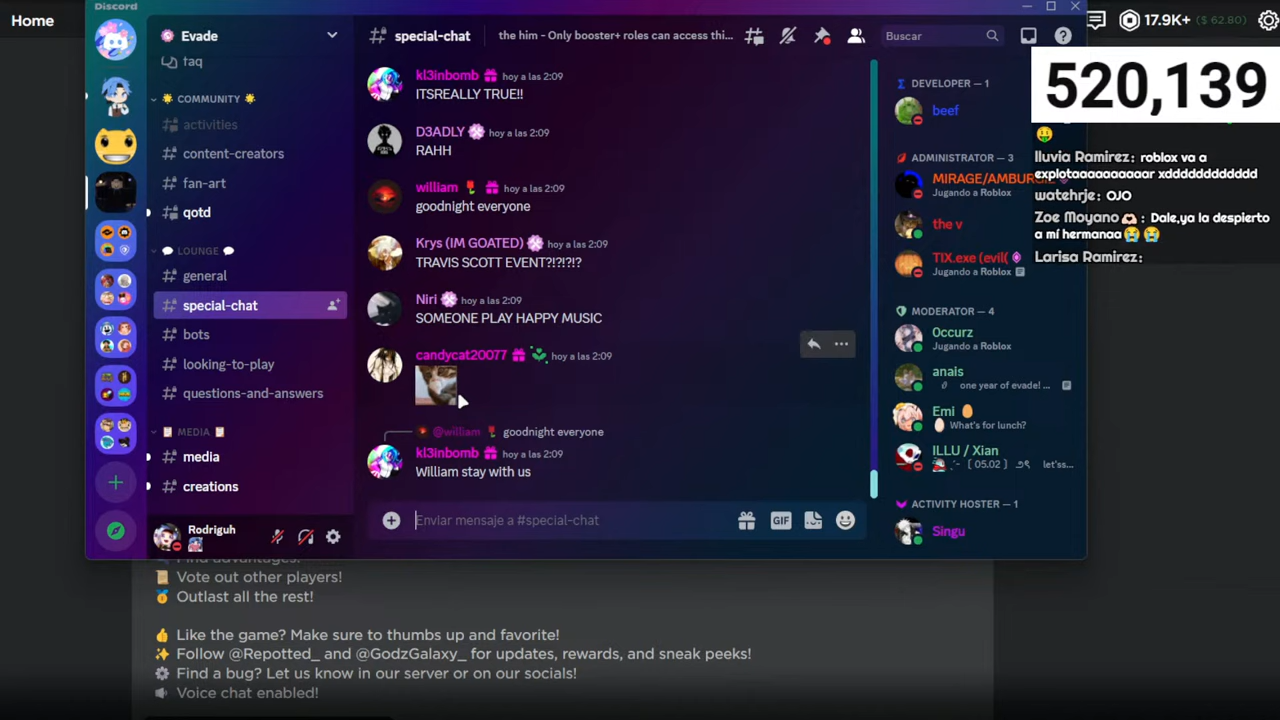 Discord
Home
17.9K+
($ 62.80)
Evade
special-chat
the him - Only booster+ roles can access thi...
Buscar
faq
COMMUNITY
activities
content-creators
fan-art
qotd
LOUNGE
general
special-chat
bots
looking-to-play
questions-and-answers
MEDIA
media
creations
Rodriguh
kl3inbomb hoy a las 2:09
ITSREALLY TRUE!!
D3ADLY hoy a las 2:09
RAHH
william hoy a las 2:09
goodnight everyone
Krys (IM GOATED) hoy a las 2:09
TRAVIS SCOTT EVENT?!?!?!?
Niri hoy a las 2:09
SOMEONE PLAY HAPPY MUSIC
candycat20077 hoy a las 2:09
@william goodnight everyone
kl3inbomb hoy a las 2:09
William stay with us
Enviar mensaje a #special-chat
GIF
DEVELOPER — 1
beef
ADMINISTRATOR — 3
MIRAGE/AMBURG
Jugando a Roblox
the v
TIX.exe (evil(
Jugando a Roblox
MODERATOR — 4
Occurz
Jugando a Roblox
anais
one year of evade! ...
Emi
What's for lunch?
ILLU / Xian
[05.02] let'ss...
ACTIVITY HOSTER — 1
Singu
520,139
lluvia Ramirez: roblox va a
explotaaaaaaaaaar xddddddddddddd
watehrje: OJO
Zoe Moyano: Dale,ya la despierto
a mí hermanaa
Larisa Ramirez:
Find advantages!
Vote out other players!
Outlast all the rest!
Like the game? Make sure to thumbs up and favorite!
Follow @Repotted_ and @GodzGalaxy_ for updates, rewards, and sneak peeks!
Find a bug? Let us know in our server or on our socials!
Voice chat enabled!